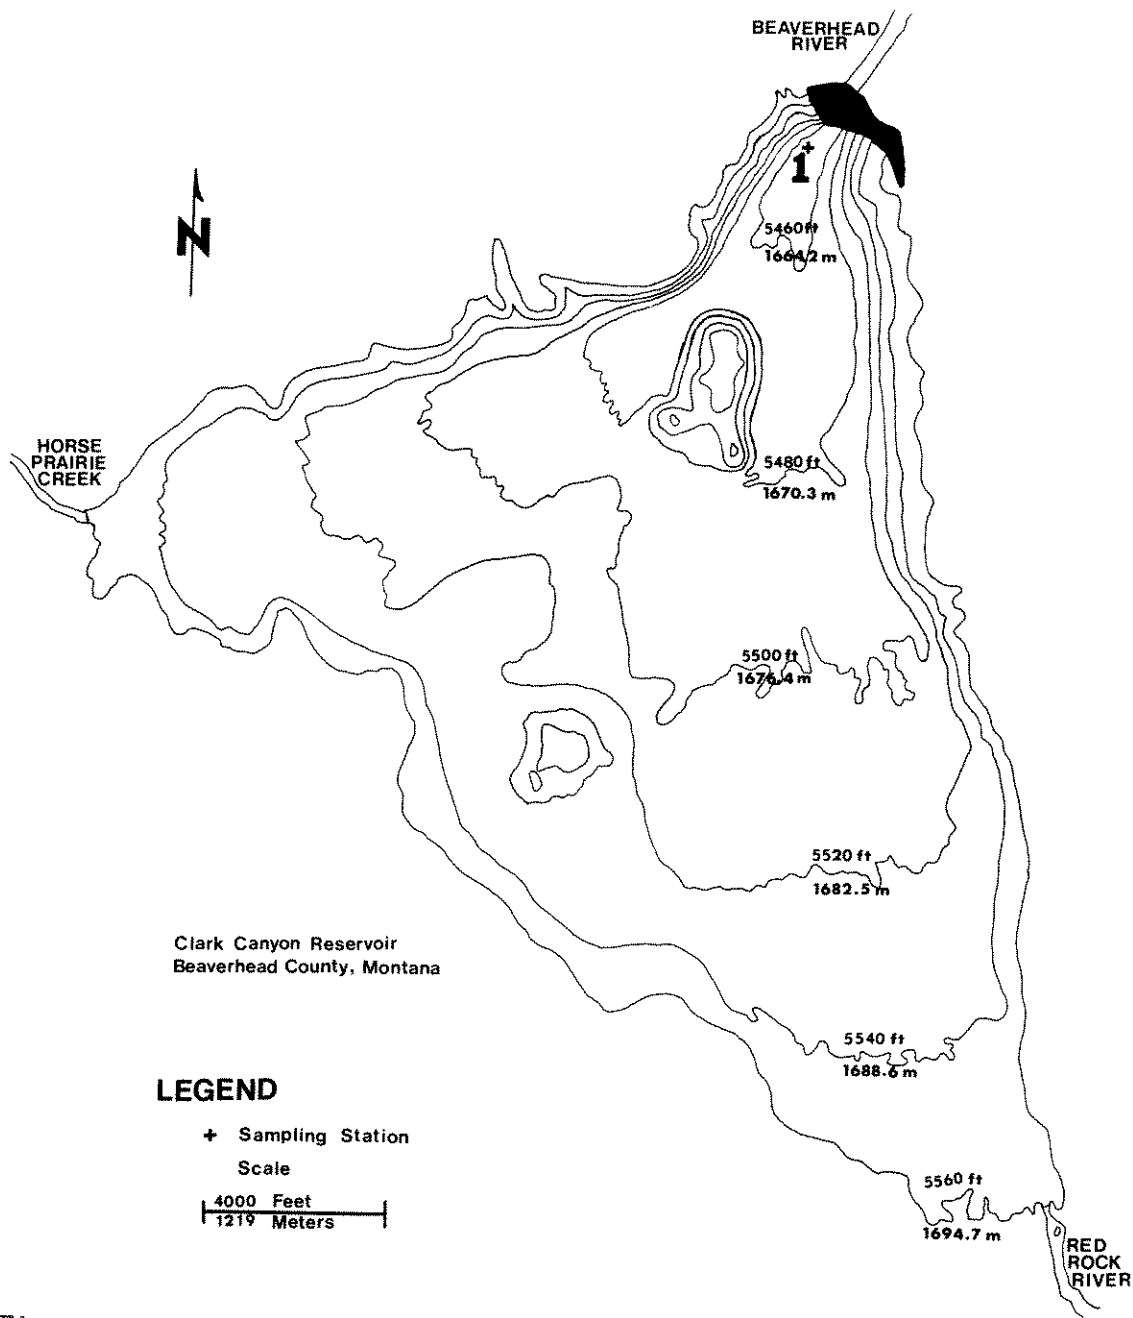 BEAVERHEAD
RIVER
1
N
5460ft
1664.2 m
HORSE
PRAIRIE
CREEK
5480 ft
1670.3 m
5500 ft
1676.4 m
5520 ft
1682.5 m
Clark Canyon Reservoir
Beaverhead County, Montana
5540 ft
1688.6 m
LEGEND
+ Sampling Station
Scale
4000 Feet
1219 Meters
5560 ft
1694.7 m
RED
ROCK
RIVER